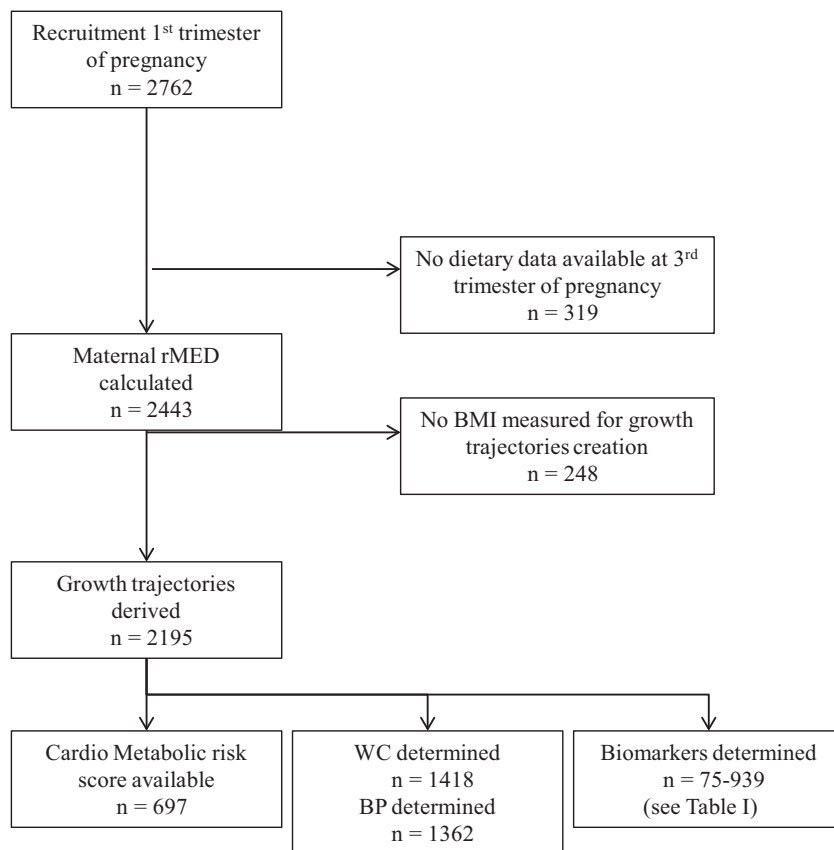 Recruitment 1st trimester
of pregnancy
n = 2762
No dietary data available at 3rd
trimester of pregnancy
n = 319
Maternal rMED
calculated
n = 2443
No BMI measured for growth
trajectories creation
n = 248
Growth trajectories
derived
n = 2195
Cardio Metabolic risk
score available
n = 697
WC determined
n = 1418
BP determined
n = 1362
Biomarkers determined
n = 75-939
(see Table I)